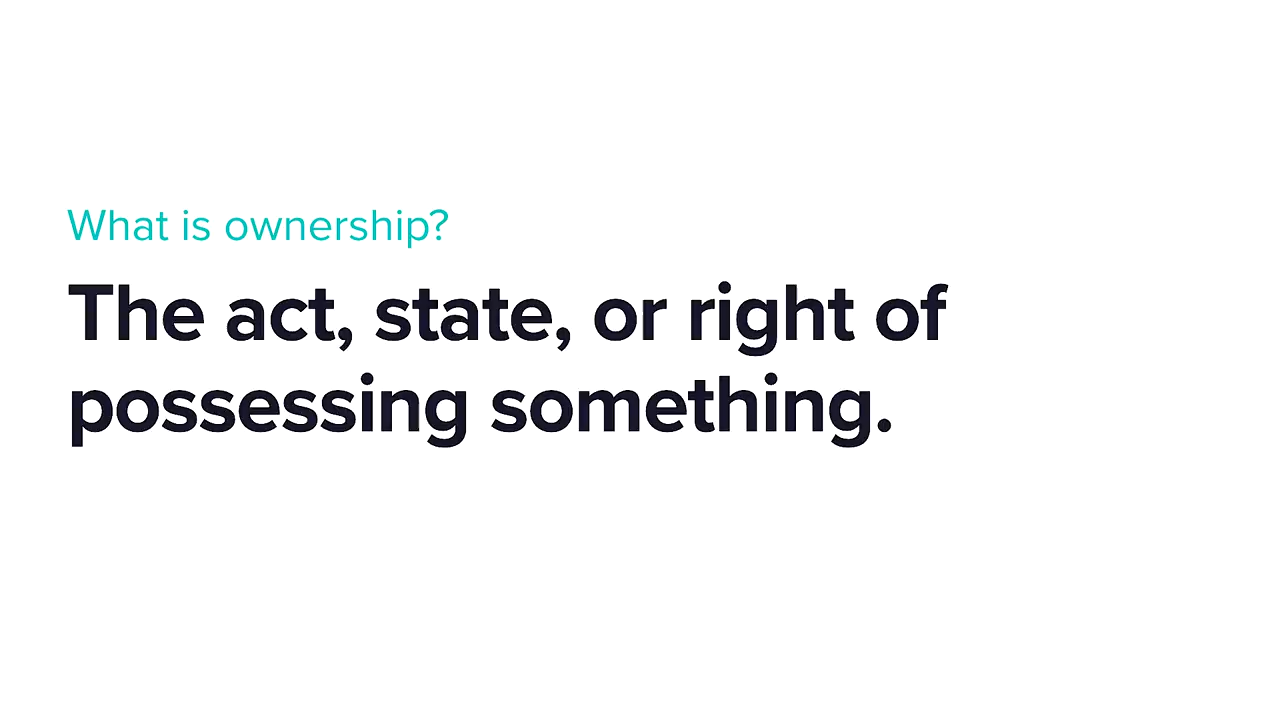 What is ownership?
The act, state, or right of
possessing something.